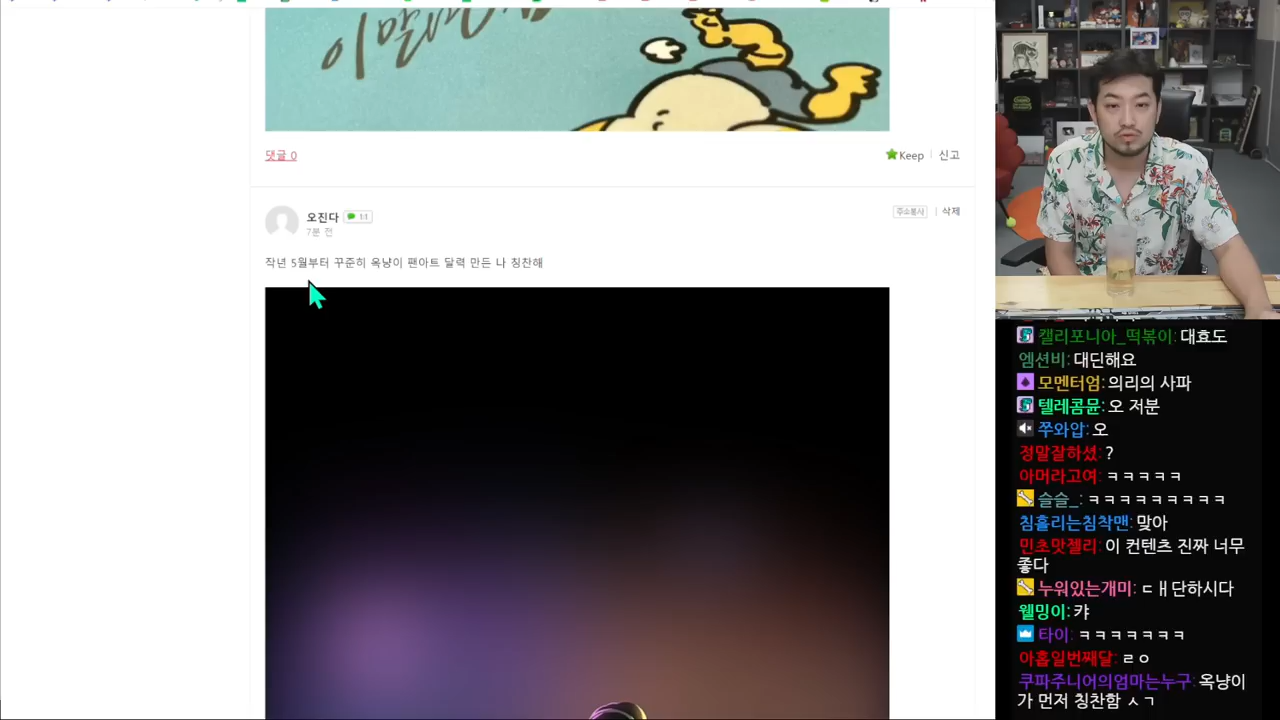 댓글 0
Keep
신고
오진다
11
7분 전
주소복사
삭제
작년 5월부터 꾸준히 옥냥이 팬아트 달력 만든 나 칭찬해
캘리포니아_떡볶이: 대효도
엠션비: 대딘해요
모멘터엄: 의리의 사파
텔레콤뮨: 오 저분
쭈와압: 오
정말잘하셨: ?
아머라고여: ㅋㅋㅋㅋㅋ
슬슬_: ㅋㅋㅋㅋㅋㅋㅋㅋㅋ
침흘리는침착맨: 맞아
민초맛젤리: 이 컨텐츠 진짜 너무
좋다
누워있는개미: ㄷㅐ단하시다
웰밍이: 캬
타이: ㅋㅋㅋㅋㅋㅋㅋ
아홉일번째달: ㄹㅇ
쿠파주니어의엄마는누구: 옥냥이
가 먼저 칭찬함 ㅅㄱ